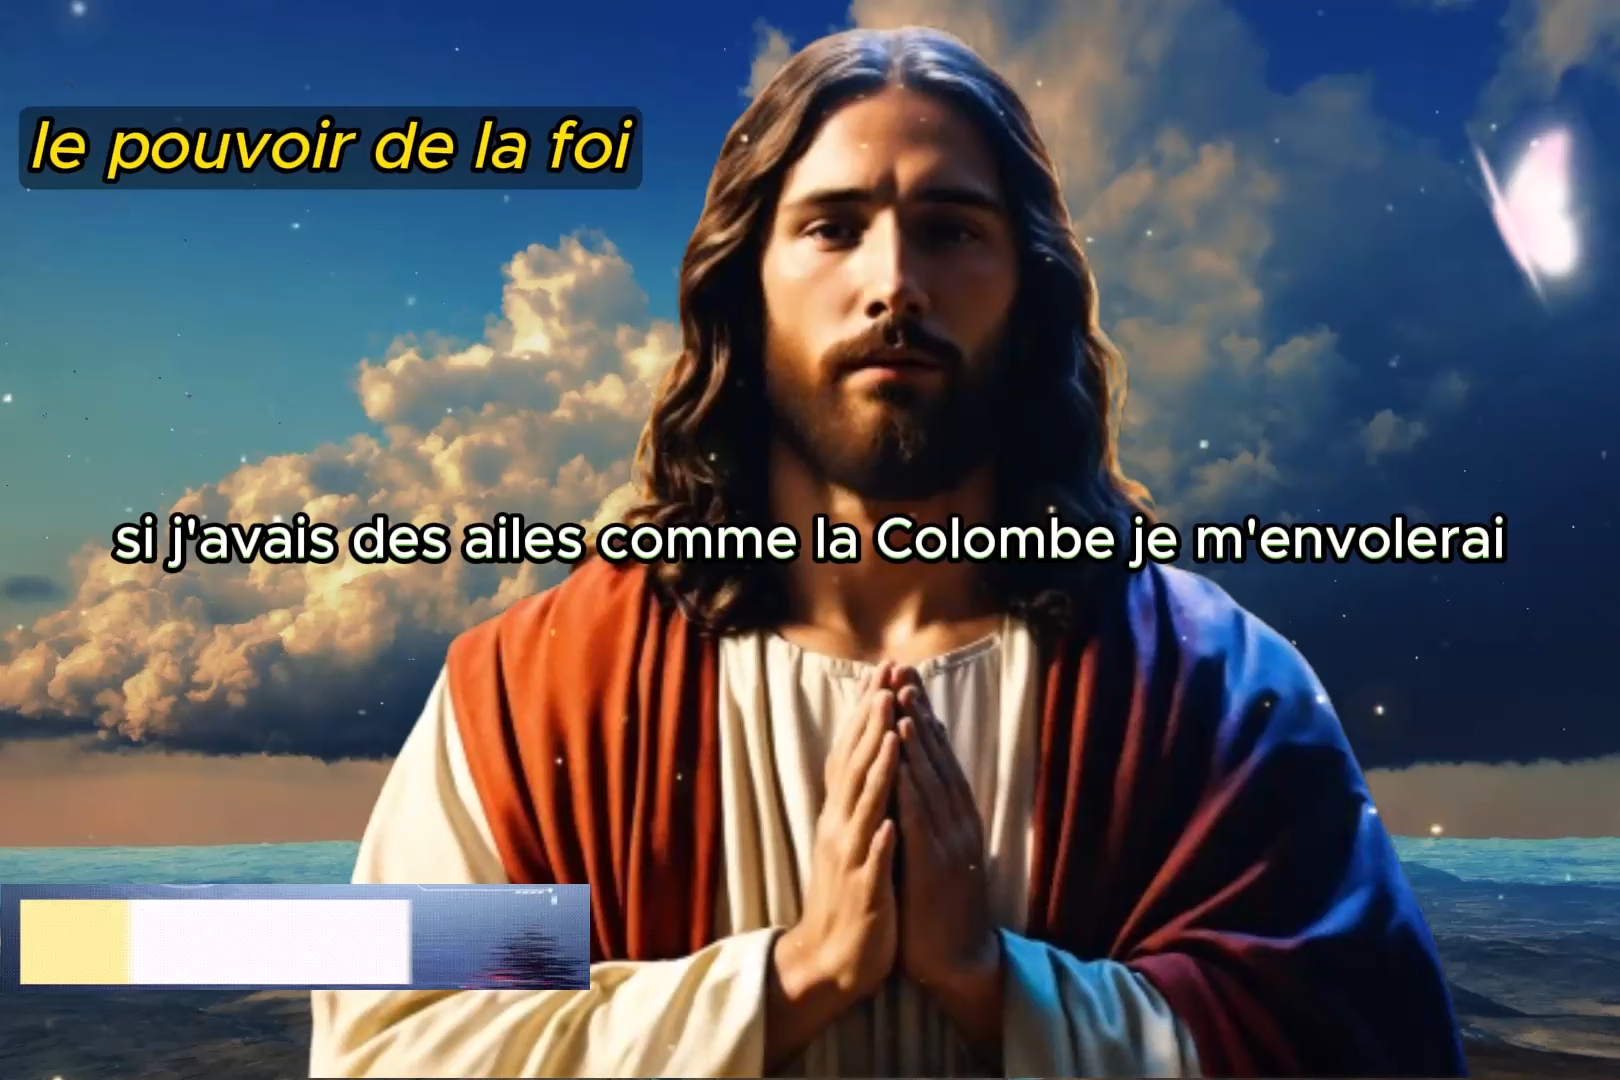 le pouvoir de la foi
si j'avais des ailes comme la Colombe je m'envolerai